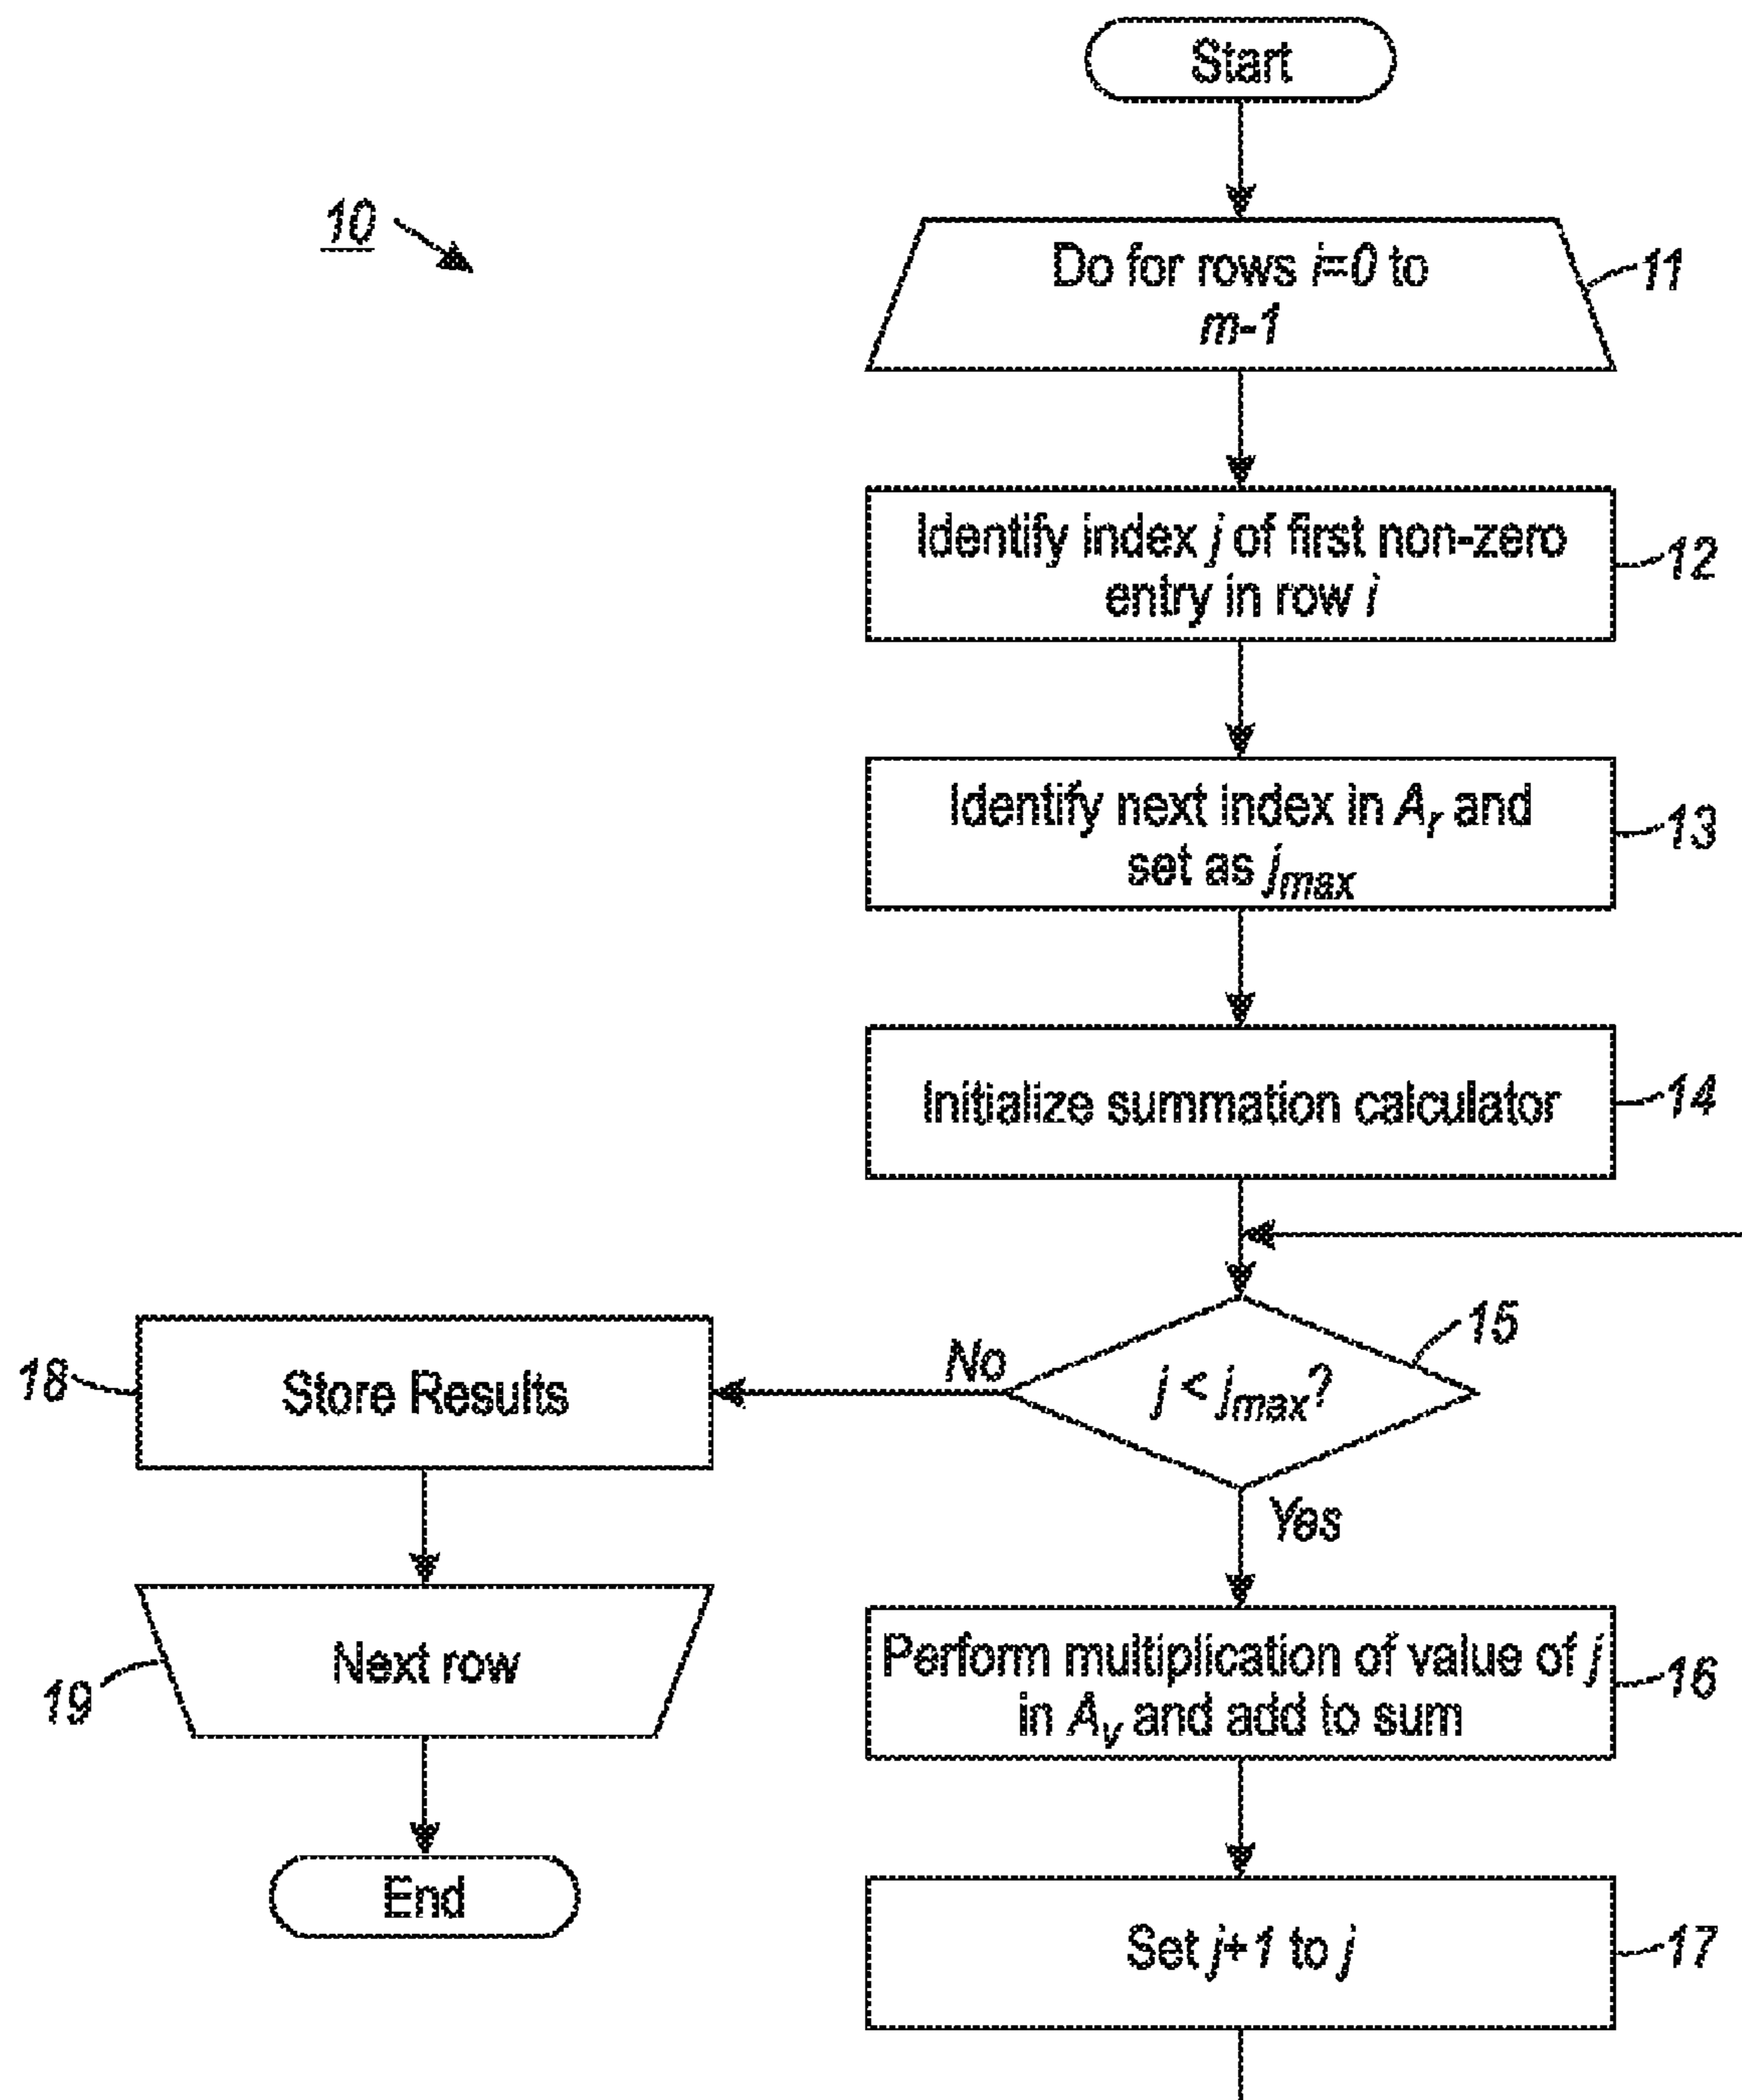 Start
10
Do for rows i=0 to
m-1
11
Identify index j of first non-zero
entry in row i
12
Identify next index in Ar and
set as jmax
13
Initialize summation calculator
14
j < jmax?
15
No
Yes
Store Results
18
Perform multiplication of value of j
in Av and add to sum
16
Next row
19
Set j+1 to j
17
End